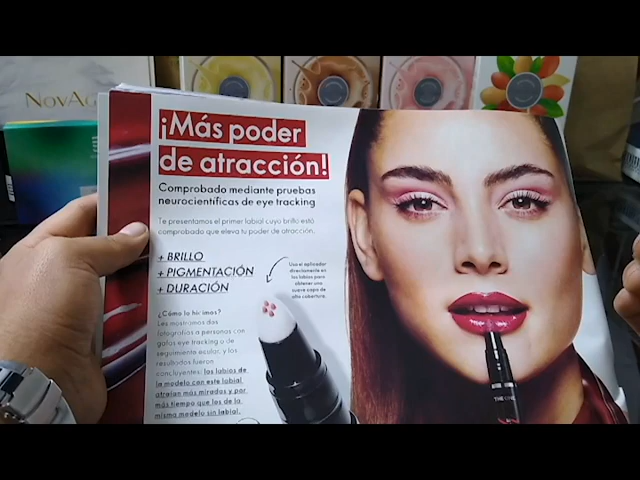 NOVAG
¡Más poder
de atracción!
Comprobado mediante pruebas
neurocientíficas de eye tracking
Te presentamos el primer labial cuyo brillo está
comprobado que eleva tu poder de atracción.
+ BRILLO
+ PIGMENTACIÓN
+ DURACIÓN
Usa el aplicador
directamente en
los labios para
obtener una
nueva capa de
alta cobertura.
¿Cómo lo hicimos?
Les mostramos dos
fotografías a personas con
gafas eye tracking o de
seguimiento ocular, y los
resultados fueron
concluyentes: los labios de
la modelo con este labial
atraían más miradas y por
más tiempo que los de la
misma modelo sin labial.
THE ONE